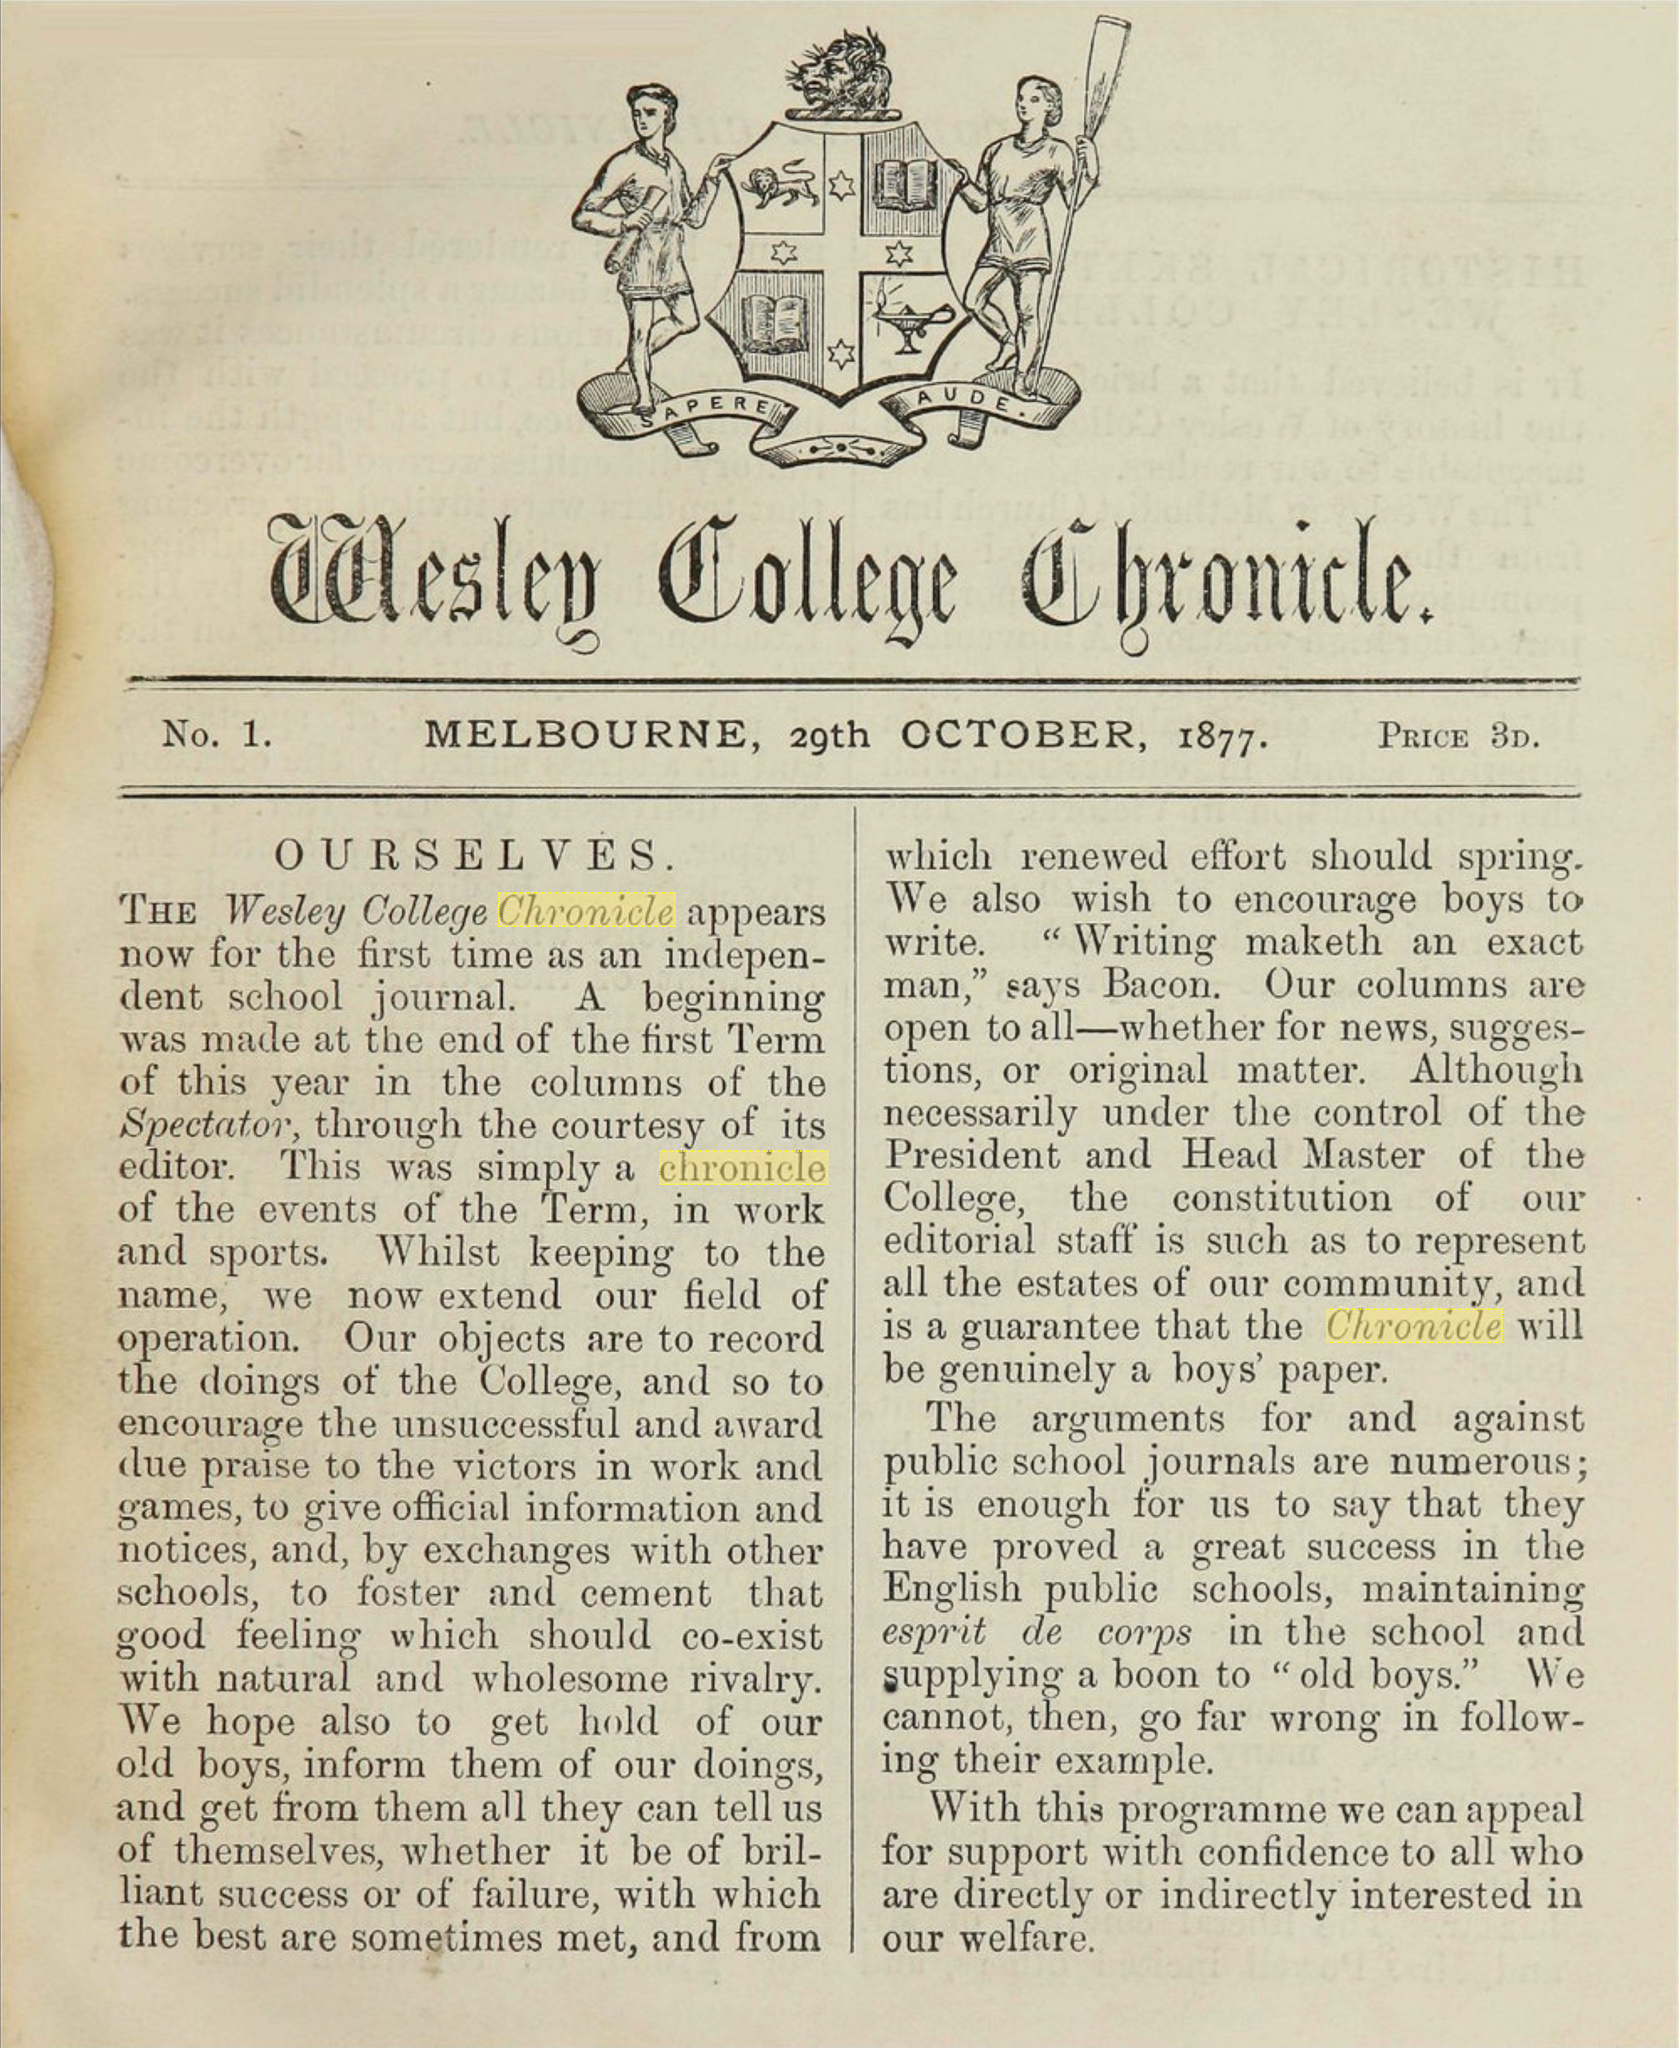 SAPERE AUDE.
Wesley College Chronicle.
No. 1. MELBOURNE, 29th OCTOBER, 1877. PRICE 3D.
OURSELVES.
THE Wesley College Chronicle appears
now for the first time as an indepen-
dent school journal. A beginning
was made at the end of the first Term
of this year in the columns of the
Spectator, through the courtesy of its
editor. This was simply a chronicle
of the events of the Term, in work
and sports. Whilst keeping to the
name, we now extend our field of
operation. Our objects are to record
the doings of the College, and so to
encourage the unsuccessful and award
due praise to the victors in work and
games, to give official information and
notices, and, by exchanges with other
schools, to foster and cement that
good feeling which should co-exist
with natural and wholesome rivalry.
We hope also to get hold of our
old boys, inform them of our doings,
and get from them all they can tell us
of themselves, whether it be of bril-
liant success or of failure, with which
the best are sometimes met, and from
which renewed effort should spring.
We also wish to encourage boys to
write. “Writing maketh an exact
man,” says Bacon. Our columns are
open to all—whether for news, sugges-
tions, or original matter. Although
necessarily under the control of the
President and Head Master of the
College, the constitution of our
editorial staff is such as to represent
all the estates of our community, and
is a guarantee that the Chronicle will
be genuinely a boys’ paper.
The arguments for and against
public school journals are numerous;
it is enough for us to say that they
have proved a great success in the
English public schools, maintaining
esprit de corps in the school and
supplying a boon to “old boys.” We
cannot, then, go far wrong in follow-
ing their example.
With this programme we can appeal
for support with confidence to all who
are directly or indirectly interested in
our welfare.